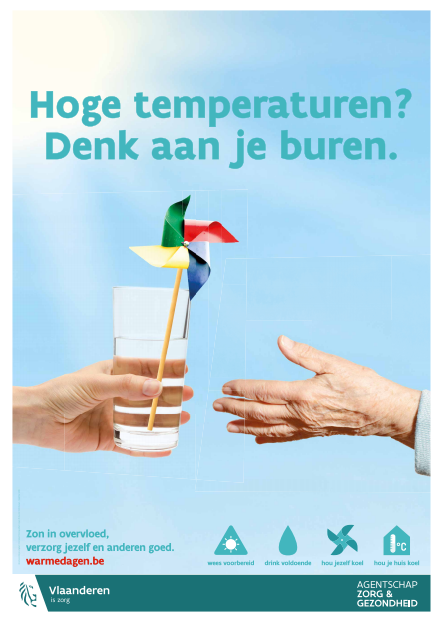 Hoge temperaturen?
Denk aan je buren.
Zon in overvloed,
verzorg jezelf en anderen goed.
warmedagen.be
wees voorbereid
drink voldoende
hou jezelf koel
hou je huis koel
°C
Vlaanderen
is zorg
AGENTSCHAP
ZORG &
GEZONDHEID